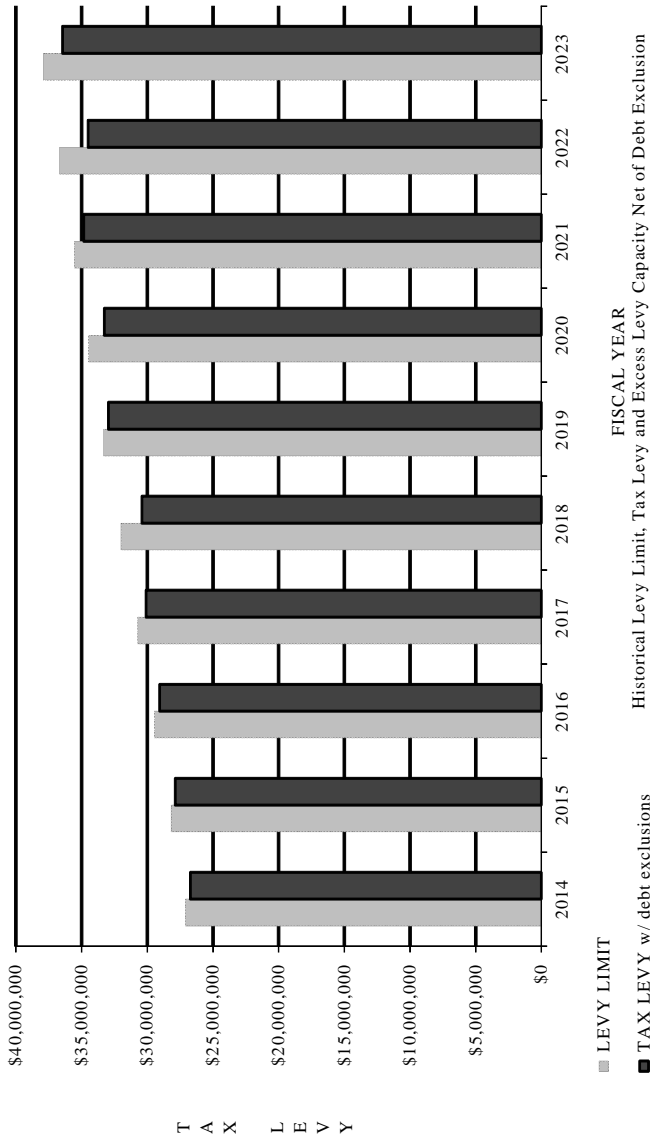 $40,000,000
$35,000,000
$30,000,000
$25,000,000
$20,000,000
$15,000,000
$10,000,000
$5,000,000
$0
T
A
X
L
E
V
Y
2014
2015
2016
2017
2018
2019
2020
2021
2022
2023
FISCAL YEAR
LEVY LIMIT
TAX LEVY w/ debt exclusions
Historical Levy Limit, Tax Levy and Excess Levy Capacity Net of Debt Exclusion